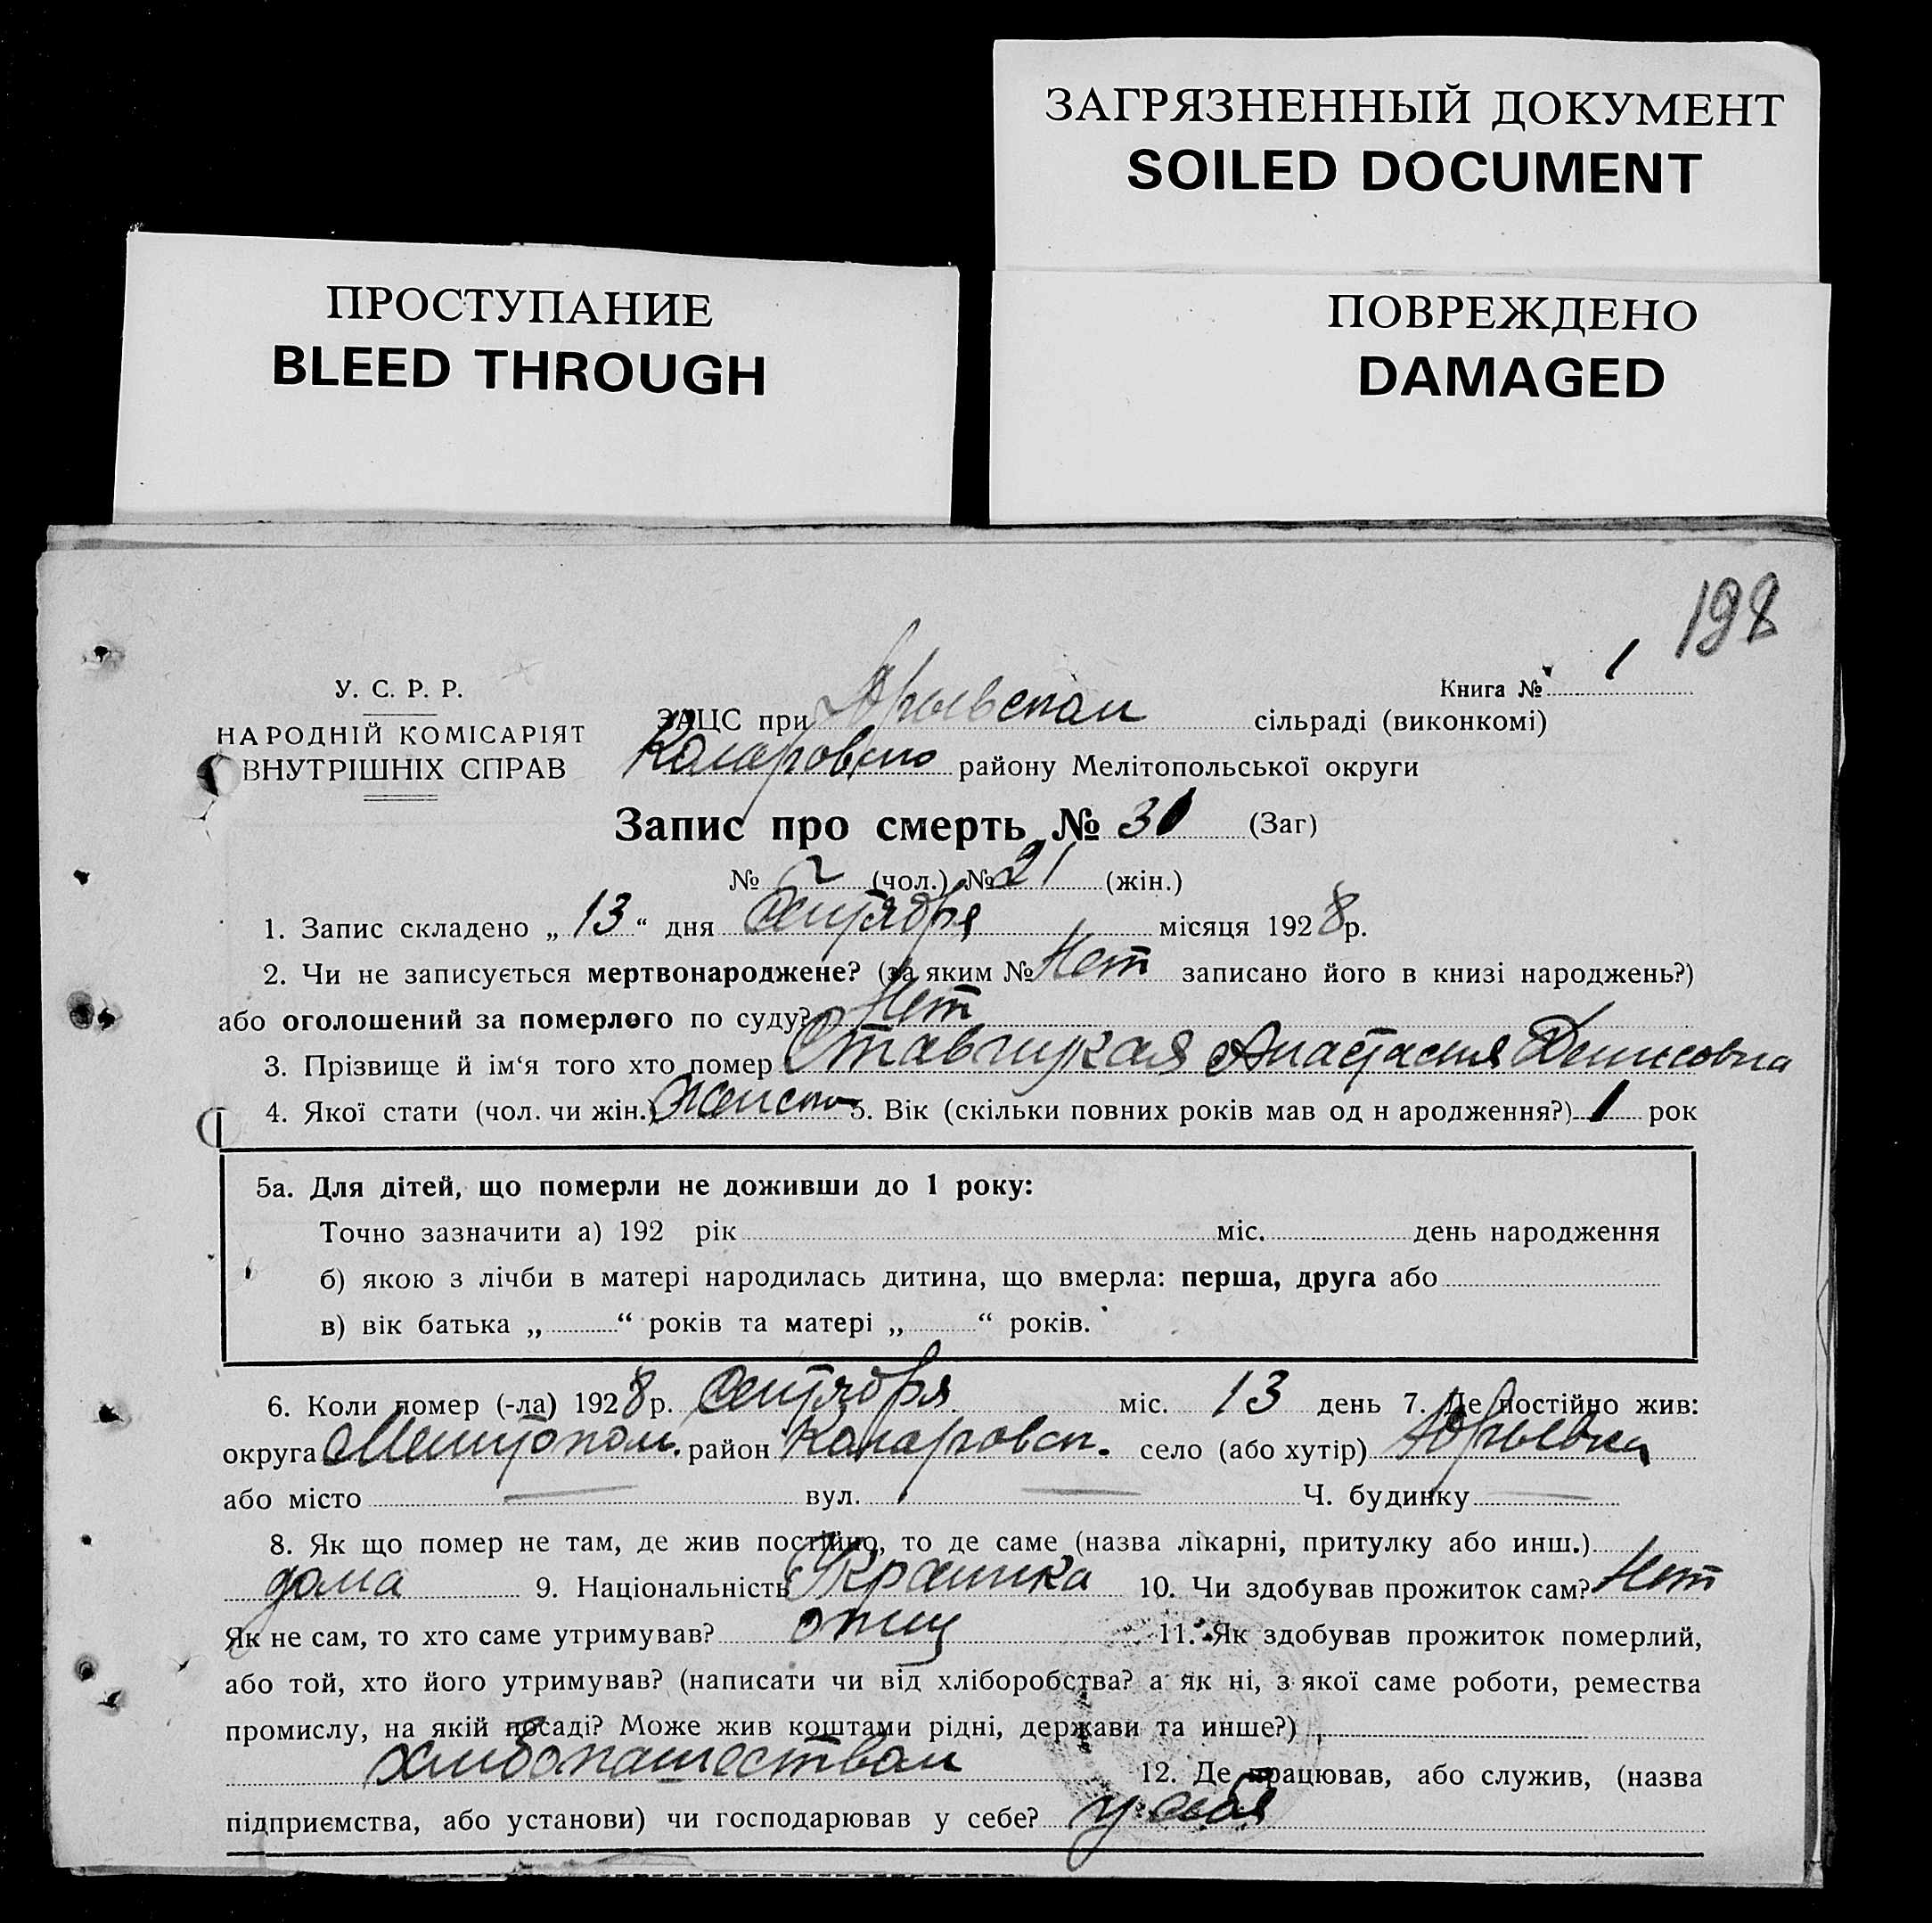 ЗАГРЯЗНЕННЫЙ ДОКУМЕНТ
SOILED DOCUMENT
ПРОСТУПАНИЕ
BLEED THROUGH
ПОВРЕЖДЕНО
DAMAGED
198
У. С. Р. Р.
НАРОДНІЙ КОМІСАРІЯТ
ВНУТРІШНІХ СПРАВ
Книга № 1
ЗАЦС при Юрьевском сільраді (виконкомі)
района Мелітопольської округи
Запис про смерть № 31 (Заг)
№ (чол.) № 21 (жін.)
1. Запис складено „ 13 “ дня Октября місяця 1928 р.
2. Чи не записується мертвонароджене? (за яким № Нет записано його в книзі народжень?)
або оголошений за померлого по суду? Нет
3. Прізвище й ім‘я того хто помер Ставицкая Анастасия Денисовна
4. Якої стати (чол. чи жін.) женско 5. Вік (скільки повних років мав од н ародження?) 1 рок
5а. Для дітей, що померли не доживши до 1 року:
Точно зазначити а) 192 рік міс. день народження
б) якою з лічби в матері народилась дитина, що вмерла: перша, друга або
в) вік батька „ “ років та матері „ “ років.
6. Коли помер (-ла) 1928 р. Октября міс. 13 день 7. Де постійно жив:
округа Мелитопол. район село (або хутір) Юрьевка
або місто — вул. — Ч. будинку —
8. Як що помер не там, де жив постійно, то де саме (назва лікарні, притулку або инш.)
дома 9. Національність Украинка 10. Чи здобував прожиток сам? Нет
Як не сам, то хто саме утримував? отец 11. Як здобував прожиток померлий,
або той, хто його утримував? (написати чи від хліборобства? а як ні, з якої саме роботи, ремества
промислу, на якій посаді? Може жив коштами рідні, держави та инше?)
хлебопашеством 12. Де працював, або служив, (назва
підприємства, або установи) чи господарював у себе? у себя